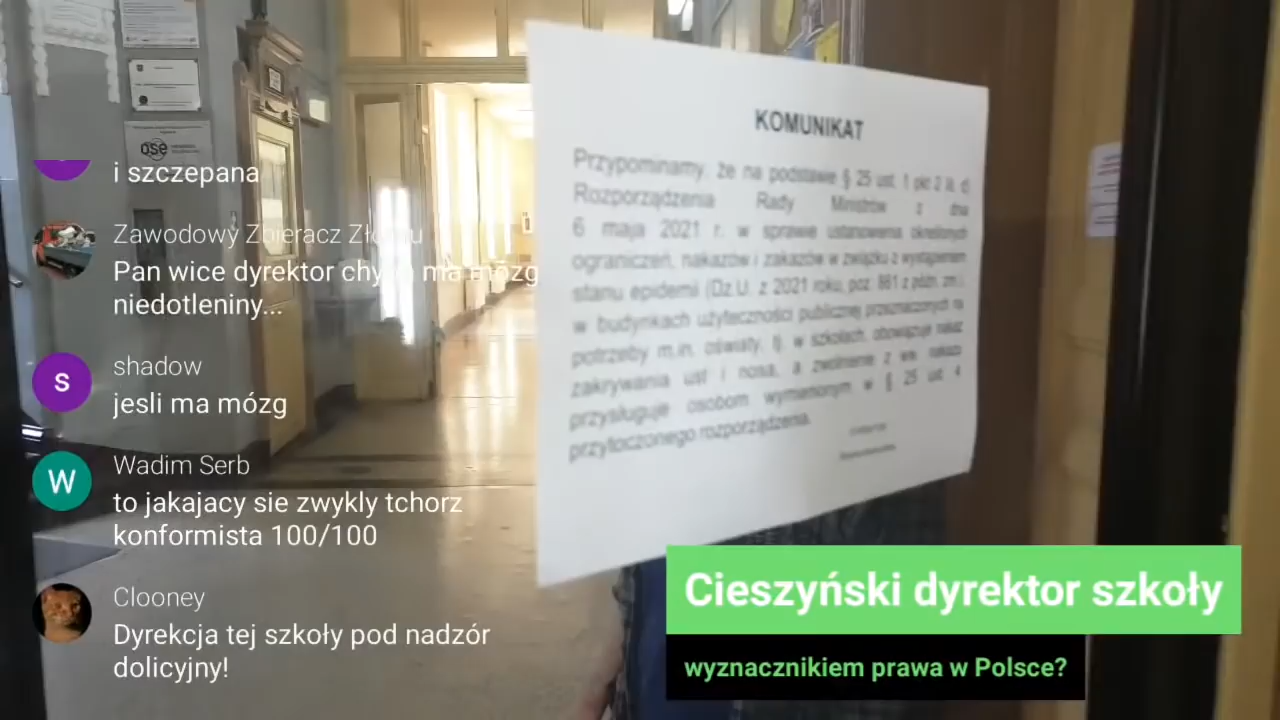 ose
i szczepana
Zawodowy Zbieracz
Pan wice dyrektor ma mózg
niedotleniny...
s
shadow
jesli ma mózg
W
Wadim Serb
to jakajacy sie zwykly tchorz
konformista 100/100
Clooney
Dyrekcja tej szkoły pod nadzór
dolicyjny!
KOMUNIKAT
Przypominamy, że na podstawie § 25 ust. 1 pkt 2 lit. c)
Rozporządzenia Rady Ministrów z dnia
6 maja 2021 r. w sprawie ustanowienia określonych
ograniczeń, nakazów i zakazów w związku z wystąpieniem
stanu epidemii (Dz.U. z 2021 roku, poz. 861 z późn. zm.),
w budynkach użyteczności publicznej przeznaczonych na
potrzeby m.in. oświaty, tj. w szkołach, obowiązuje nakaz
zakrywania ust i nosa, a zwolnienie z ww. nakazu
przysługuje osobom wymienionym w § 25 ust. 4
przytoczonego rozporządzenia.
Cieszyński dyrektor szkoły
wyznacznikiem prawa w Polsce?